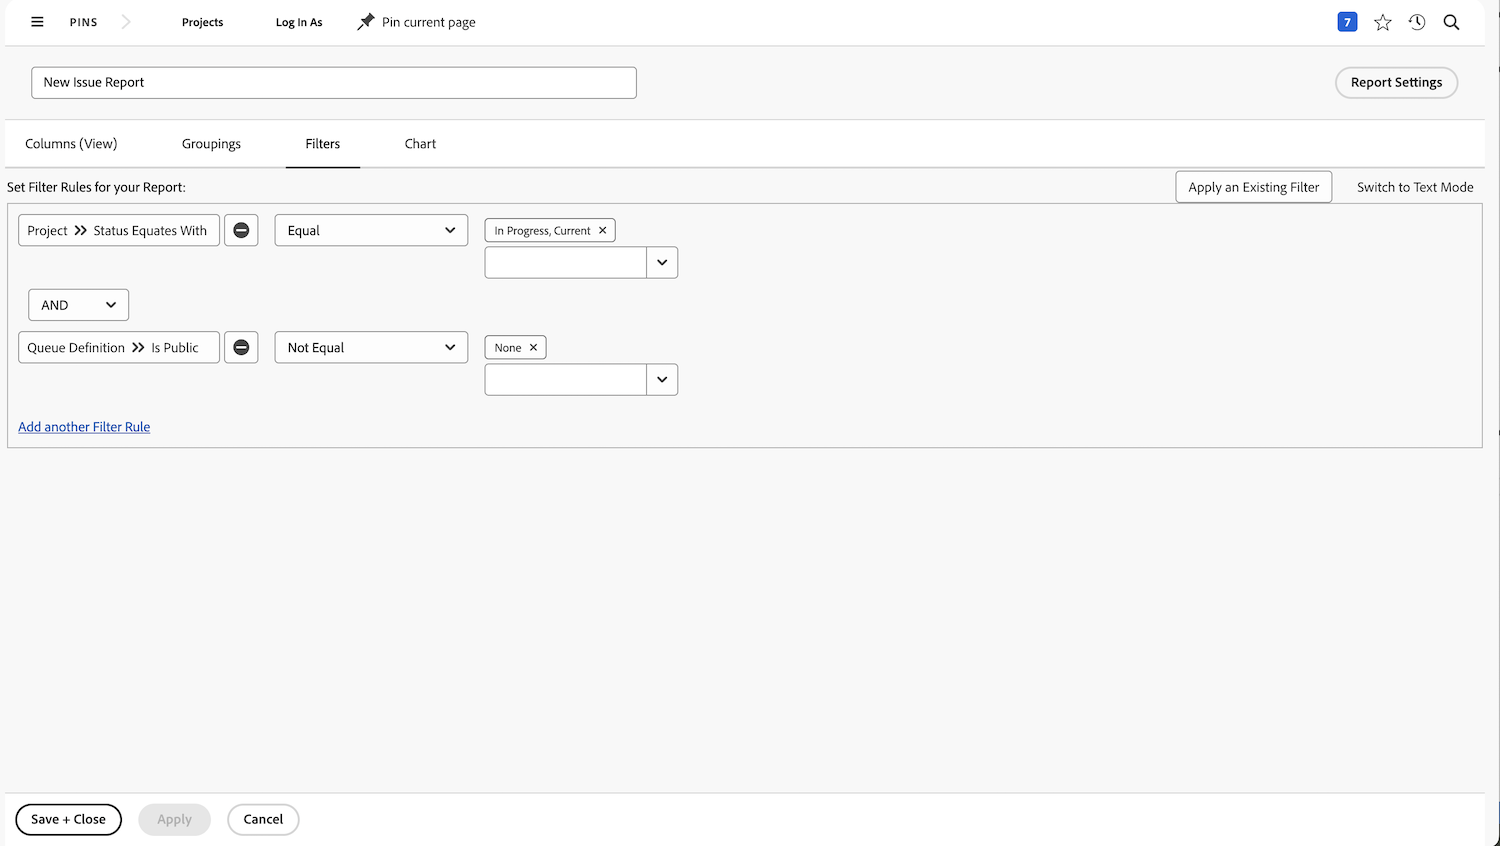 PINS Projects Log In As Pin current page 7
New Issue Report Report Settings
Columns (View) Groupings Filters Chart
Set Filter Rules for your Report: Apply an Existing Filter Switch to Text Mode
Project >> Status Equates With Equal In Progress, Current ×
AND
Queue Definition >> Is Public Not Equal None ×
Add another Filter Rule
Save + Close Apply Cancel